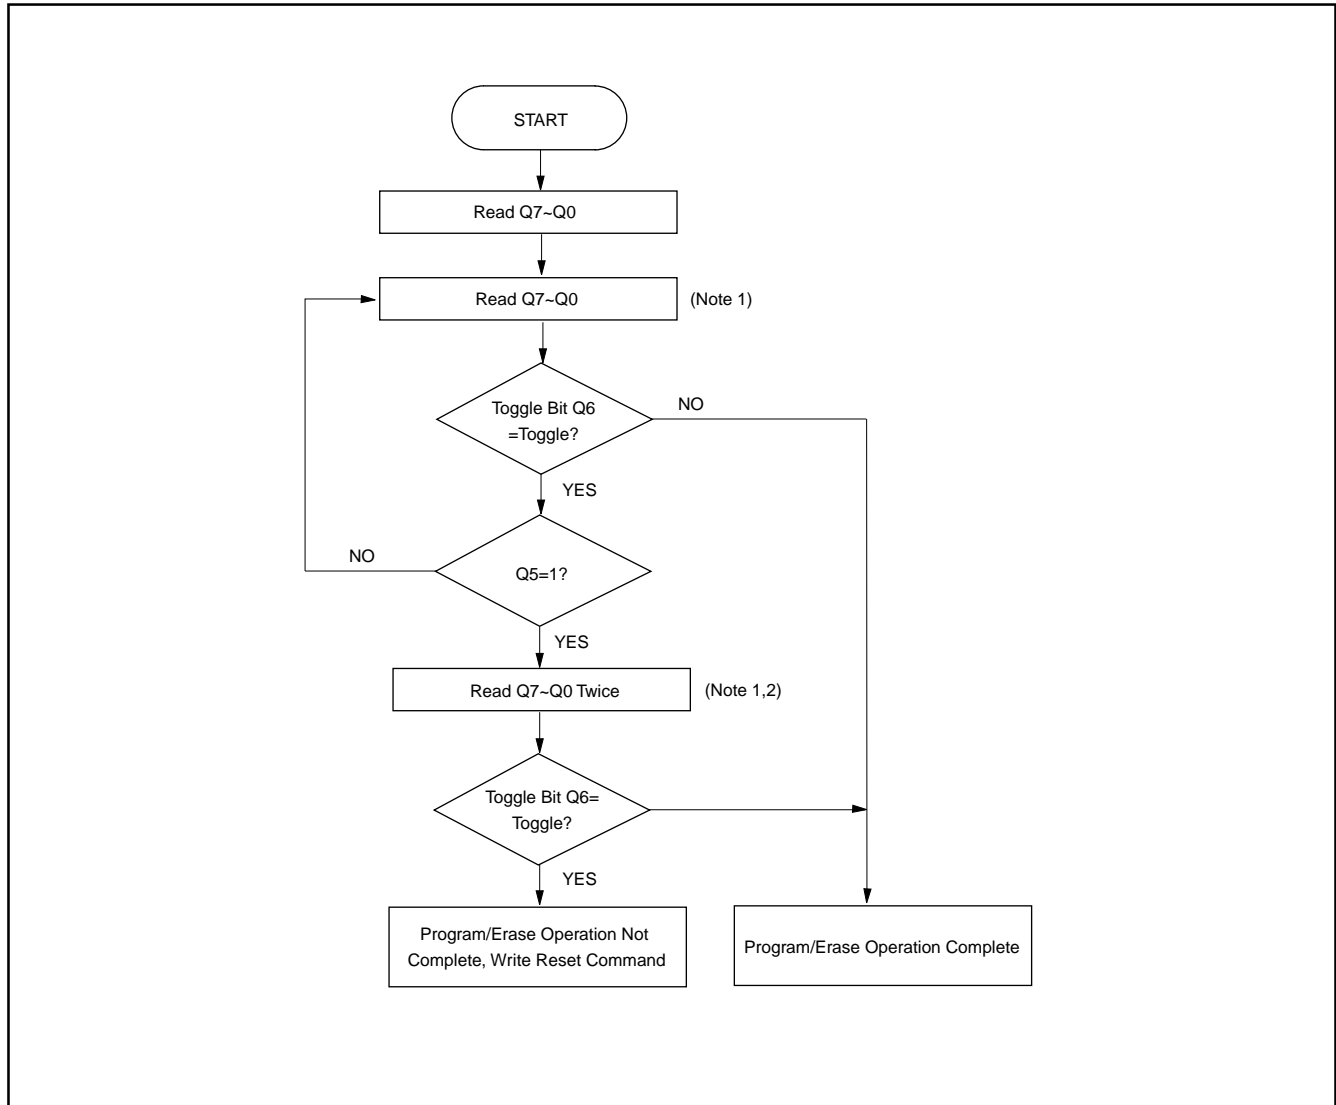 START
Read Q7~Q0
Read Q7~Q0
(Note 1)
Toggle Bit Q6
=Toggle?
NO
YES
NO
Q5=1?
YES
Read Q7~Q0 Twice
(Note 1,2)
Toggle Bit Q6=
Toggle?
YES
Program/Erase Operation Not
Complete, Write Reset Command
Program/Erase Operation Complete